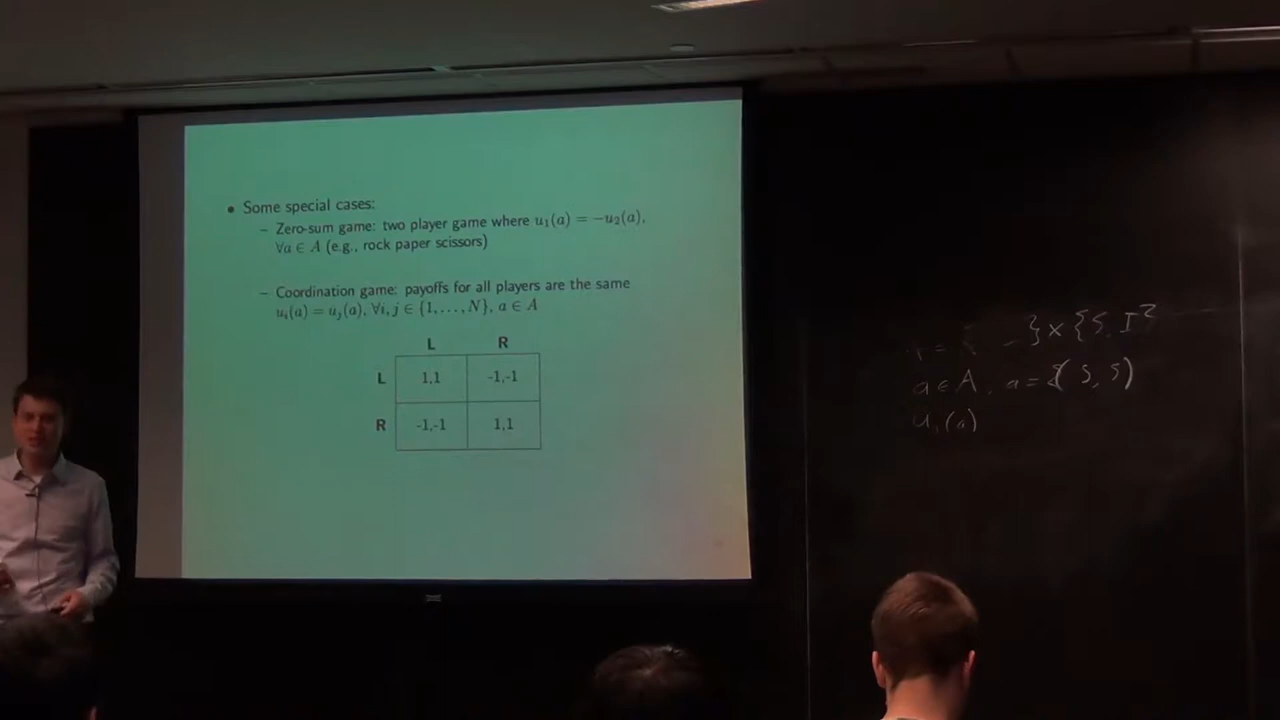 • Some special cases:
– Zero-sum game: two player game where u₁(a) = −u₂(a),
∀a ∈ A (e.g., rock paper scissors)
– Coordination game: payoffs for all players are the same
uᵢ(a) = uⱼ(a), ∀i, j ∈ {1, . . . , N}, a ∈ A
L R
L 1,1 -1,-1
R -1,-1 1,1
} × {S, I}
a ∈ A, a = (S, S)
(a)